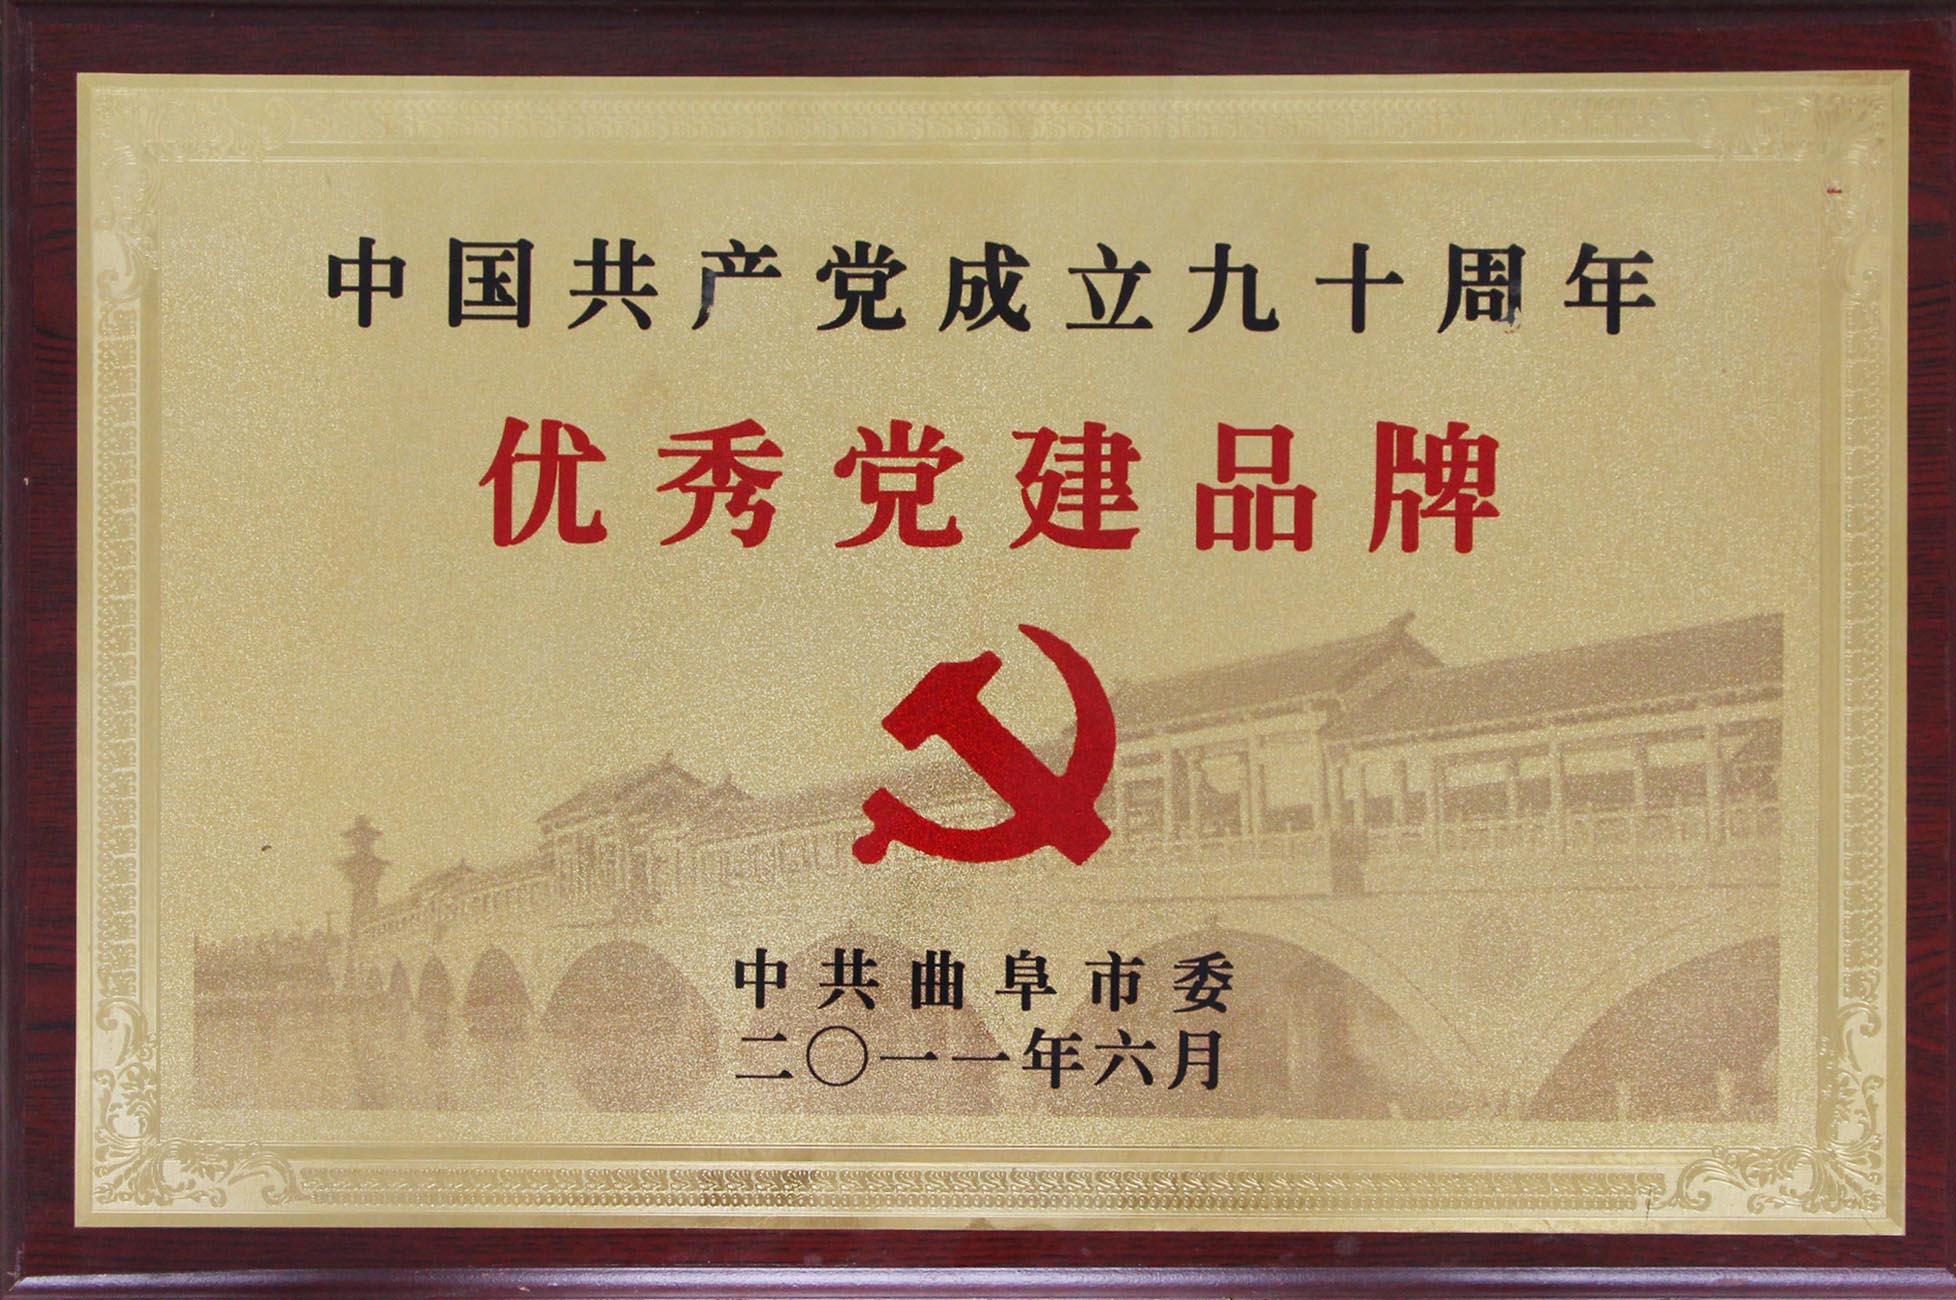 中国共产党成立九十周年
优秀党建品牌
中共曲阜市委
二〇一一年六月